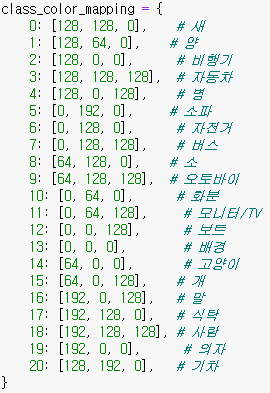 class_color_mapping = {
0: [128, 128, 0], # 새
1: [128, 64, 0], # 양
2: [128, 0, 0], # 비행기
3: [128, 128, 128], # 자동차
4: [128, 0, 128], # 병
5: [0, 192, 0], # 소파
6: [0, 128, 0], # 자전거
7: [0, 128, 128], # 버스
8: [64, 128, 0], # 소
9: [64, 128, 128], # 오토바이
10: [0, 64, 0], # 화분
11: [0, 64, 128], # 모니터/TV
12: [0, 0, 128], # 보트
13: [0, 0, 0], # 배경
14: [64, 0, 0], # 고양이
15: [64, 0, 128], # 개
16: [192, 0, 128], # 말
17: [192, 128, 0], # 식탁
18: [192, 128, 128], # 사람
19: [192, 0, 0], # 의자
20: [128, 192, 0], # 기차
}